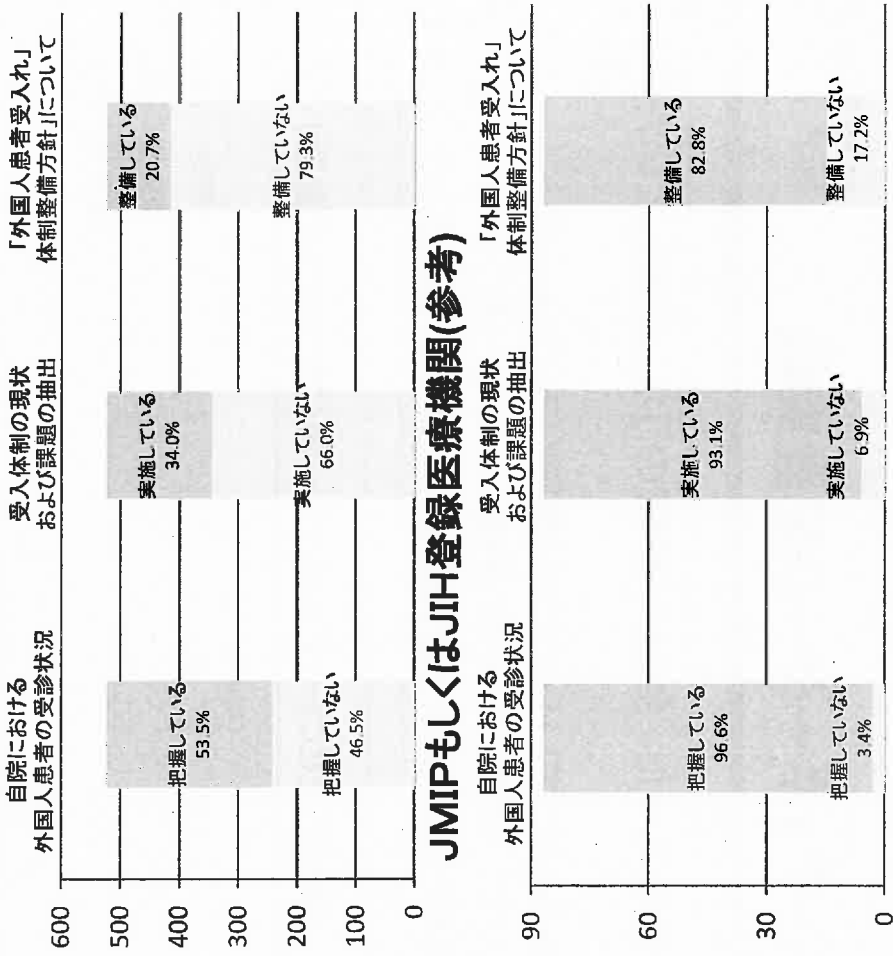 自院における
外国人患者の受診状況
受入体制の現状
および課題の抽出
「外国人患者受入れ」
体制整備方針」について
600
500
400
300
200
100
0
把握している
53.5%
把握していない
46.5%
実施している
34.0%
実施していない
66.0%
整備している
20.7%
整備していない
79.3%
JMIPもしくはJIH登録医療機関(参考)
自院における
外国人患者の受診状況
受入体制の現状
および課題の抽出
「外国人患者受入れ」
体制整備方針」について
90
60
30
0
把握している
96.6%
把握していない
3.4%
実施している
93.1%
実施していない
6.9%
整備している
82.8%
整備していない
17.2%